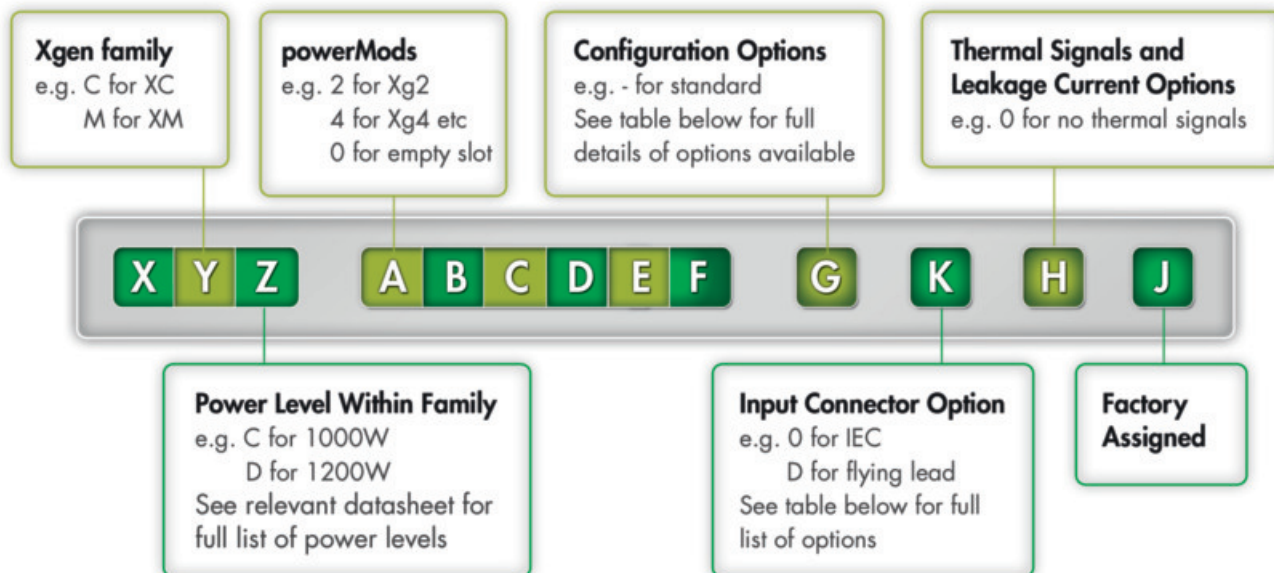 Xgen family
e.g. C for XC
M for XM
powerMods
e.g. 2 for Xg2
4 for Xg4 etc
0 for empty slot
Configuration Options
e.g. - for standard
See table below for full
details of options available
Thermal Signals and
Leakage Current Options
e.g. 0 for no thermal signals
X Y Z A B C D E F G K H J
Power Level Within Family
e.g. C for 1000W
D for 1200W
See relevant datasheet for
full list of power levels
Input Connector Option
e.g. 0 for IEC
D for flying lead
See table below for full
list of options
Factory
Assigned